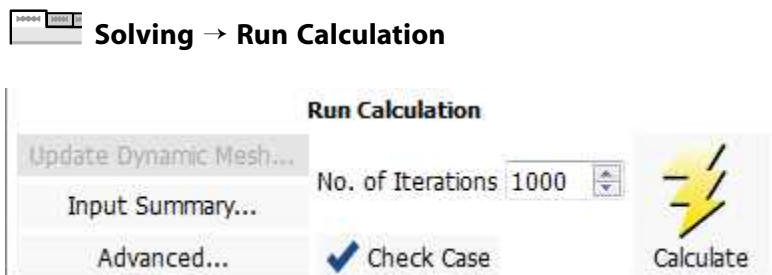 Solving → Run Calculation
Run Calculation
Update Dynamic Mesh...
No. of Iterations 1000
Input Summary...
Advanced...
Check Case
Calculate